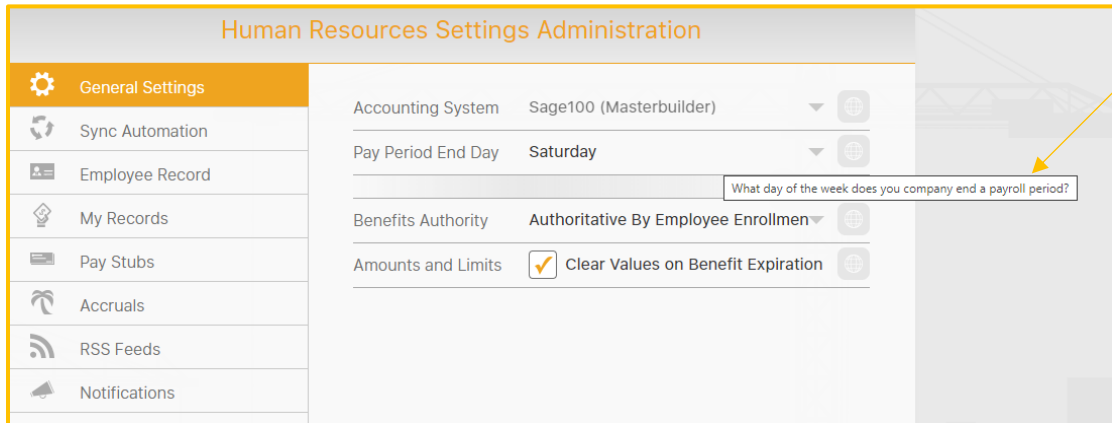 Human Resources Settings Administration
General Settings
Sync Automation
Employee Record
My Records
Pay Stubs
Accruals
RSS Feeds
Notifications
Accounting System Sage100 (Masterbuilder)
Pay Period End Day Saturday
What day of the week does you company end a payroll period?
Benefits Authority Authoritative By Employee Enrollmen
Amounts and Limits Clear Values on Benefit Expiration